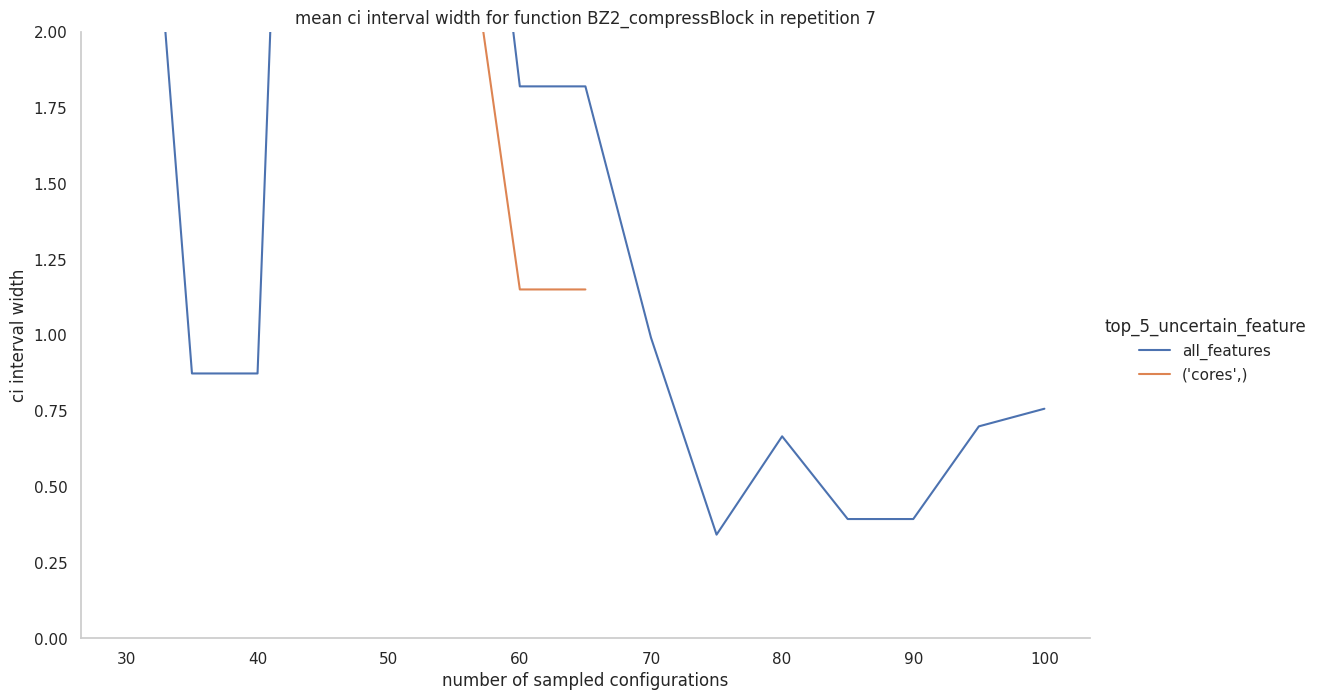 mean ci interval width for function BZ2_compressBlock in repetition 7
2.00
1.75
1.50
1.25
1.00
0.75
0.50
0.25
0.00
ci interval width
30 40 50 60 70 80 90 100
number of sampled configurations
top_5_uncertain_feature
all_features
('cores',)